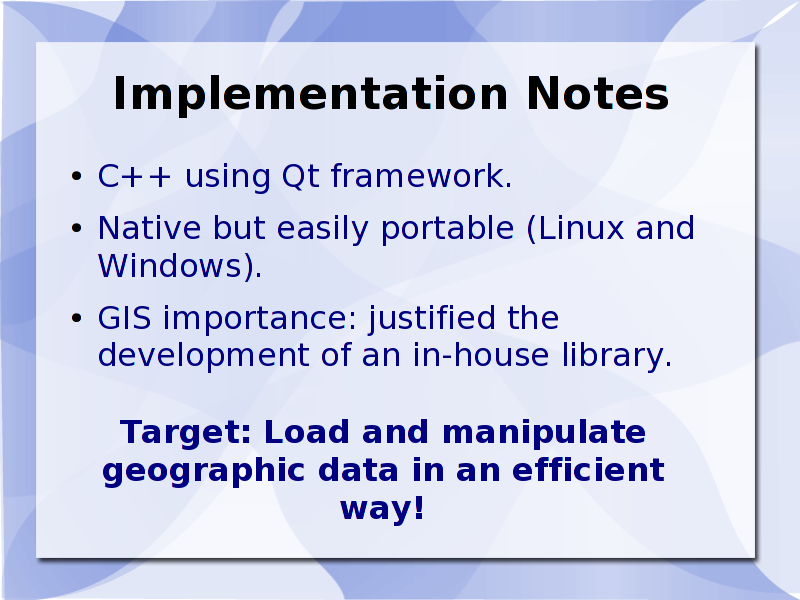 Implementation Notes
• C++ using Qt framework.
• Native but easily portable (Linux and
Windows).
• GIS importance: justified the
development of an in-house library.
Target: Load and manipulate
geographic data in an efficient
way!